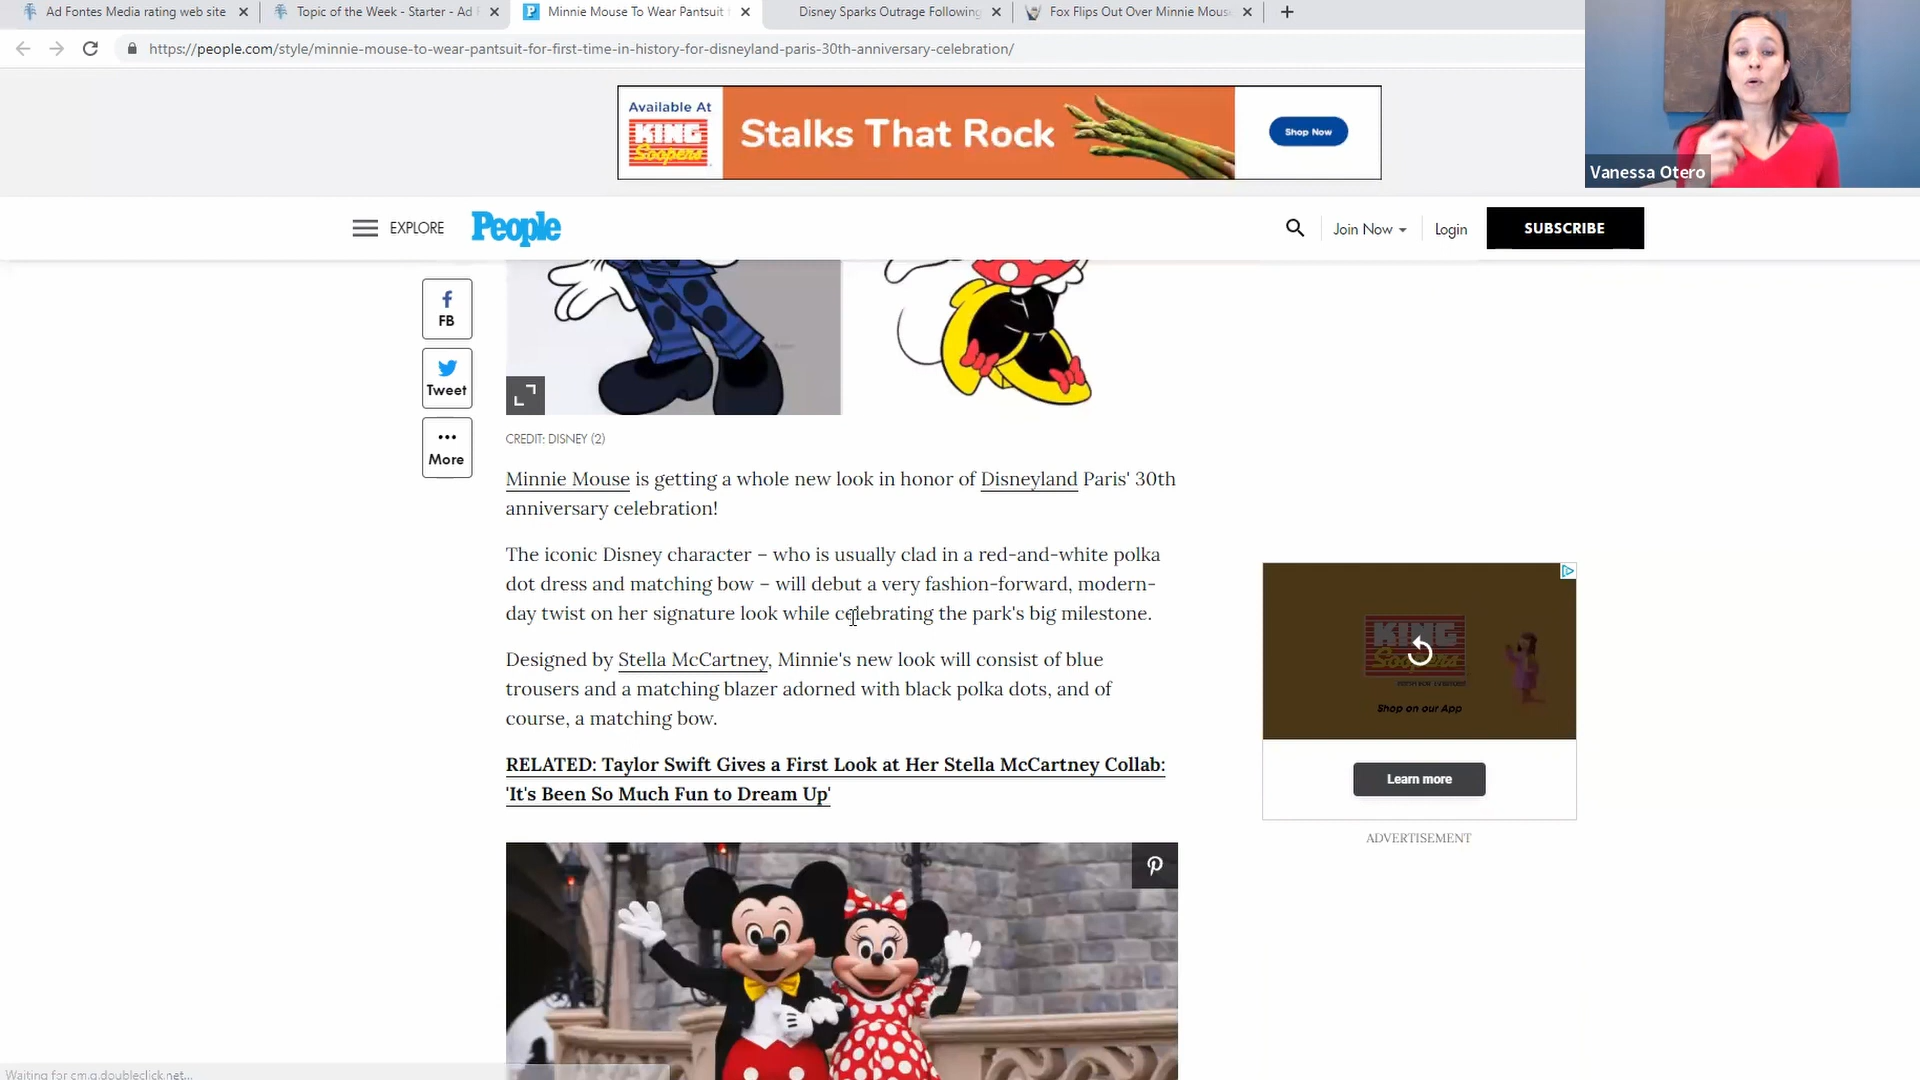 Ad Fontes Media rating web site
Topic of the Week - Starter - Ad F
Minnie Mouse To Wear Pantsuit f
Disney Sparks Outrage Following
Fox Flips Out Over Minnie Mouse
https://people.com/style/minnie-mouse-to-wear-pantsuit-for-first-time-in-history-for-disneyland-paris-30th-anniversary-celebration/
Available At
KING
Soopers
Stalks That Rock
Shop Now
Vanessa Otero
EXPLORE
People
Join Now
Login
SUBSCRIBE
FB
Tweet
More
CREDIT: DISNEY (2)
Minnie Mouse is getting a whole new look in honor of Disneyland Paris' 30th
anniversary celebration!
The iconic Disney character – who is usually clad in a red-and-white polka
dot dress and matching bow – will debut a very fashion-forward, modern-
day twist on her signature look while celebrating the park's big milestone.
Designed by Stella McCartney, Minnie's new look will consist of blue
trousers and a matching blazer adorned with black polka dots, and of
course, a matching bow.
RELATED: Taylor Swift Gives a First Look at Her Stella McCartney Collab:
'It's Been So Much Fun to Dream Up'
KING
Soopers
Shop on our App
Learn more
ADVERTISEMENT
Waiting for cm.g.doubleclick.net...